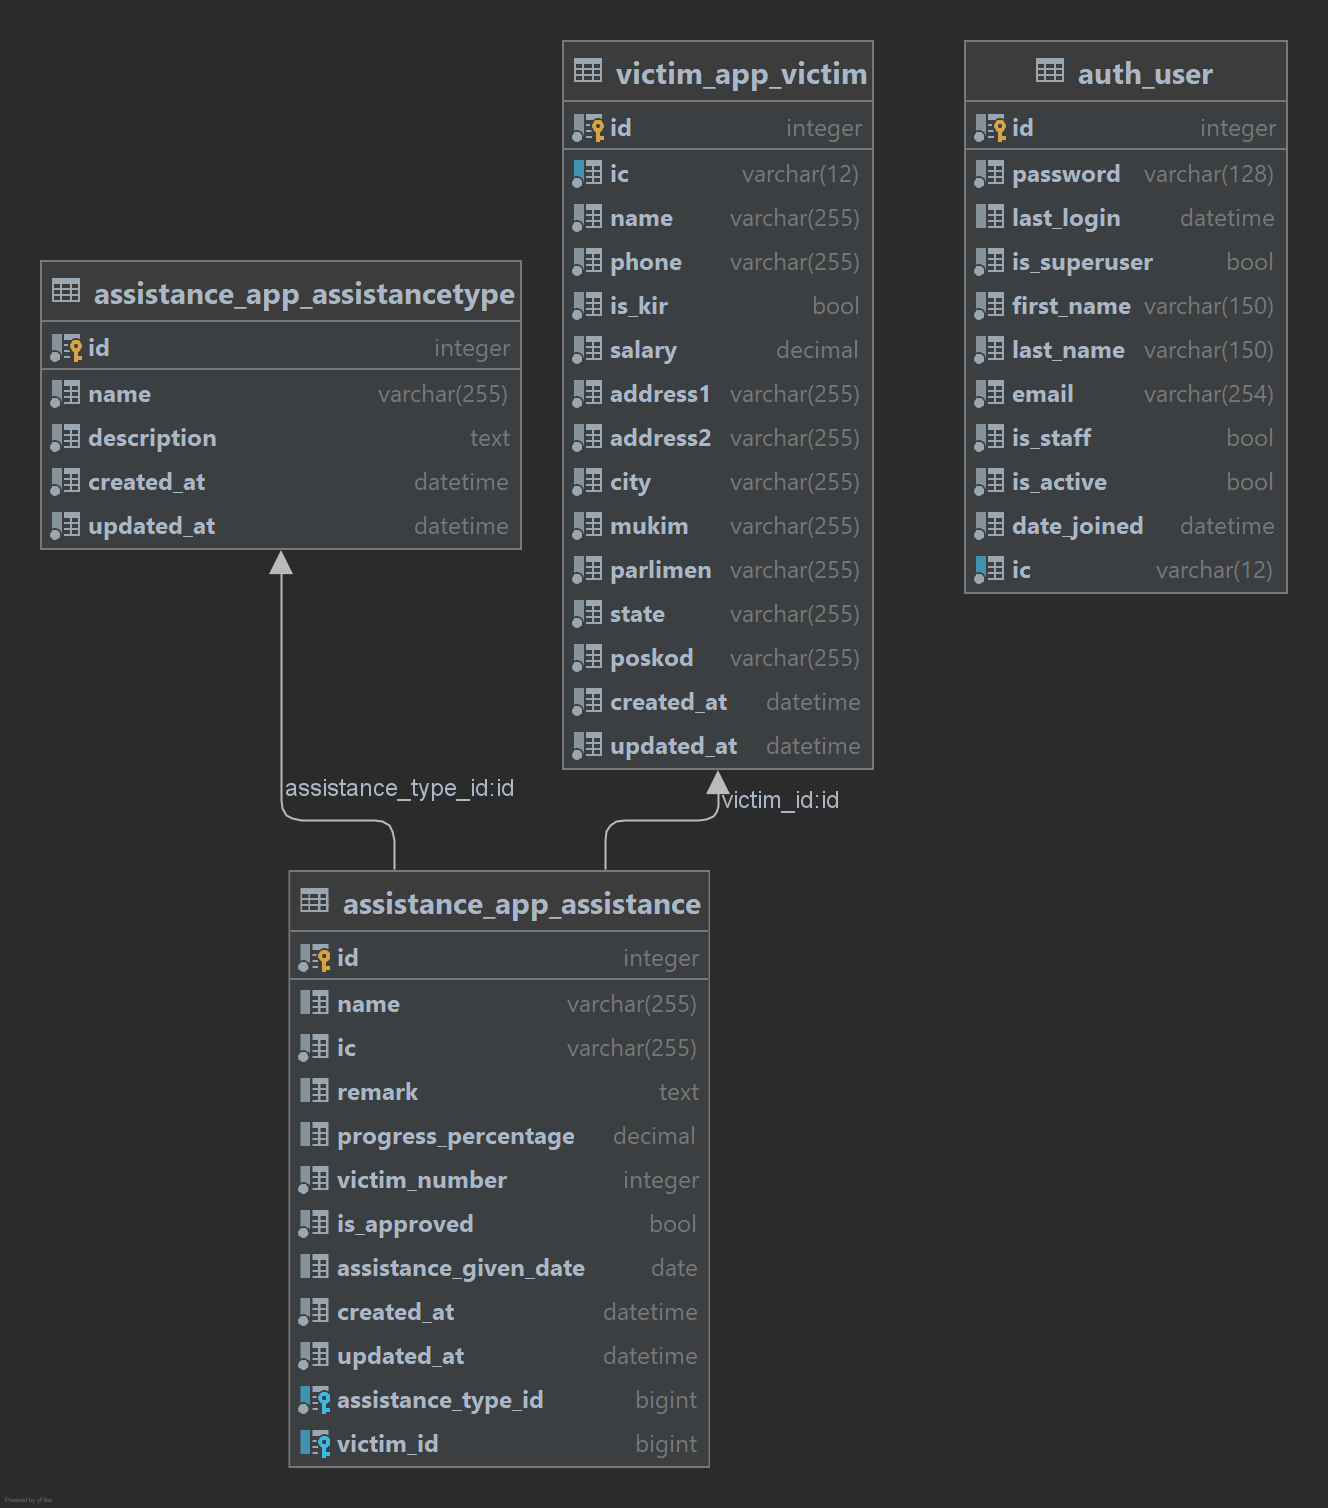 assistance_app_assistancetype
id integer
name varchar(255)
description text
created_at datetime
updated_at datetime
victim_app_victim
id integer
ic varchar(12)
name varchar(255)
phone varchar(255)
is_kir bool
salary decimal
address1 varchar(255)
address2 varchar(255)
city varchar(255)
mukim varchar(255)
parlimen varchar(255)
state varchar(255)
poskod varchar(255)
created_at datetime
updated_at datetime
auth_user
id integer
password varchar(128)
last_login datetime
is_superuser bool
first_name varchar(150)
last_name varchar(150)
email varchar(254)
is_staff bool
is_active bool
date_joined datetime
ic varchar(12)
assistance_type_id:id
victim_id:id
assistance_app_assistance
id integer
name varchar(255)
ic varchar(255)
remark text
progress_percentage decimal
victim_number integer
is_approved bool
assistance_given_date date
created_at datetime
updated_at datetime
assistance_type_id bigint
victim_id bigint
Powered by yFiles